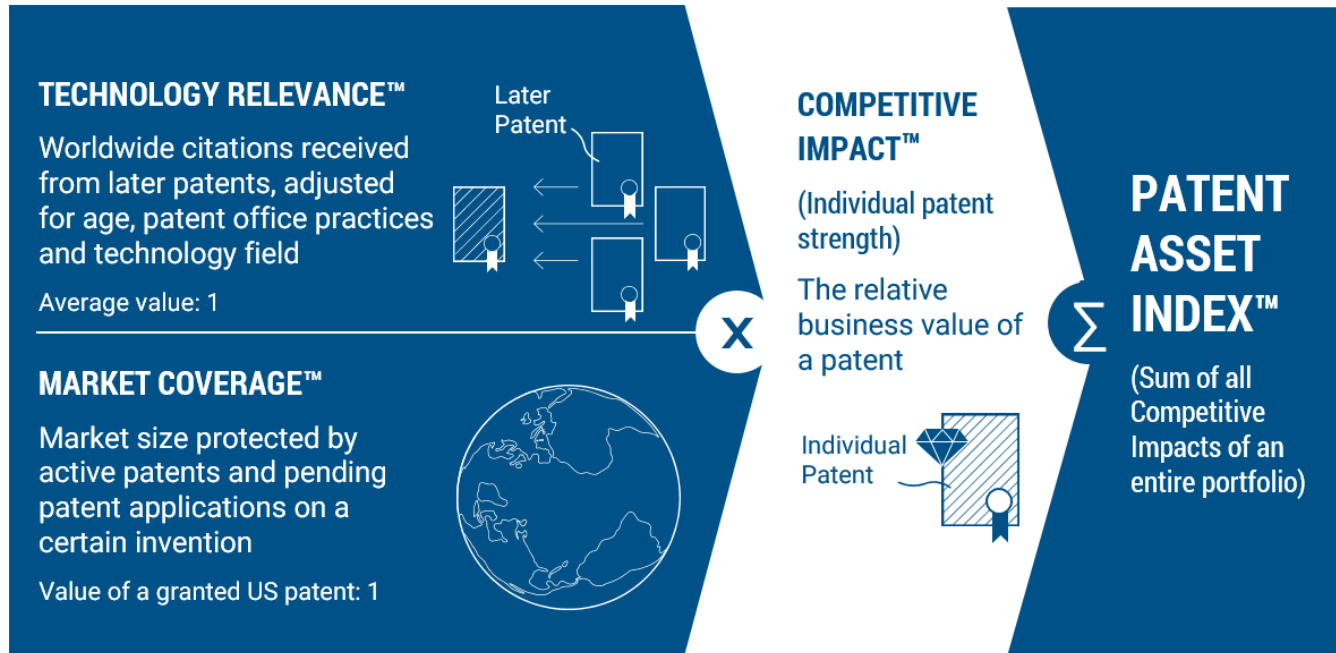 TECHNOLOGY RELEVANCE™
Worldwide citations received
from later patents, adjusted
for age, patent office practices
and technology field
Average value: 1
Later
Patent
MARKET COVERAGE™
Market size protected by
active patents and pending
patent applications on a
certain invention
Value of a granted US patent: 1
X
COMPETITIVE
IMPACT™
(Individual patent
strength)
The relative
business value of
a patent
Individual
Patent
Σ
PATENT
ASSET
INDEX™
(Sum of all
Competitive
Impacts of an
entire portfolio)